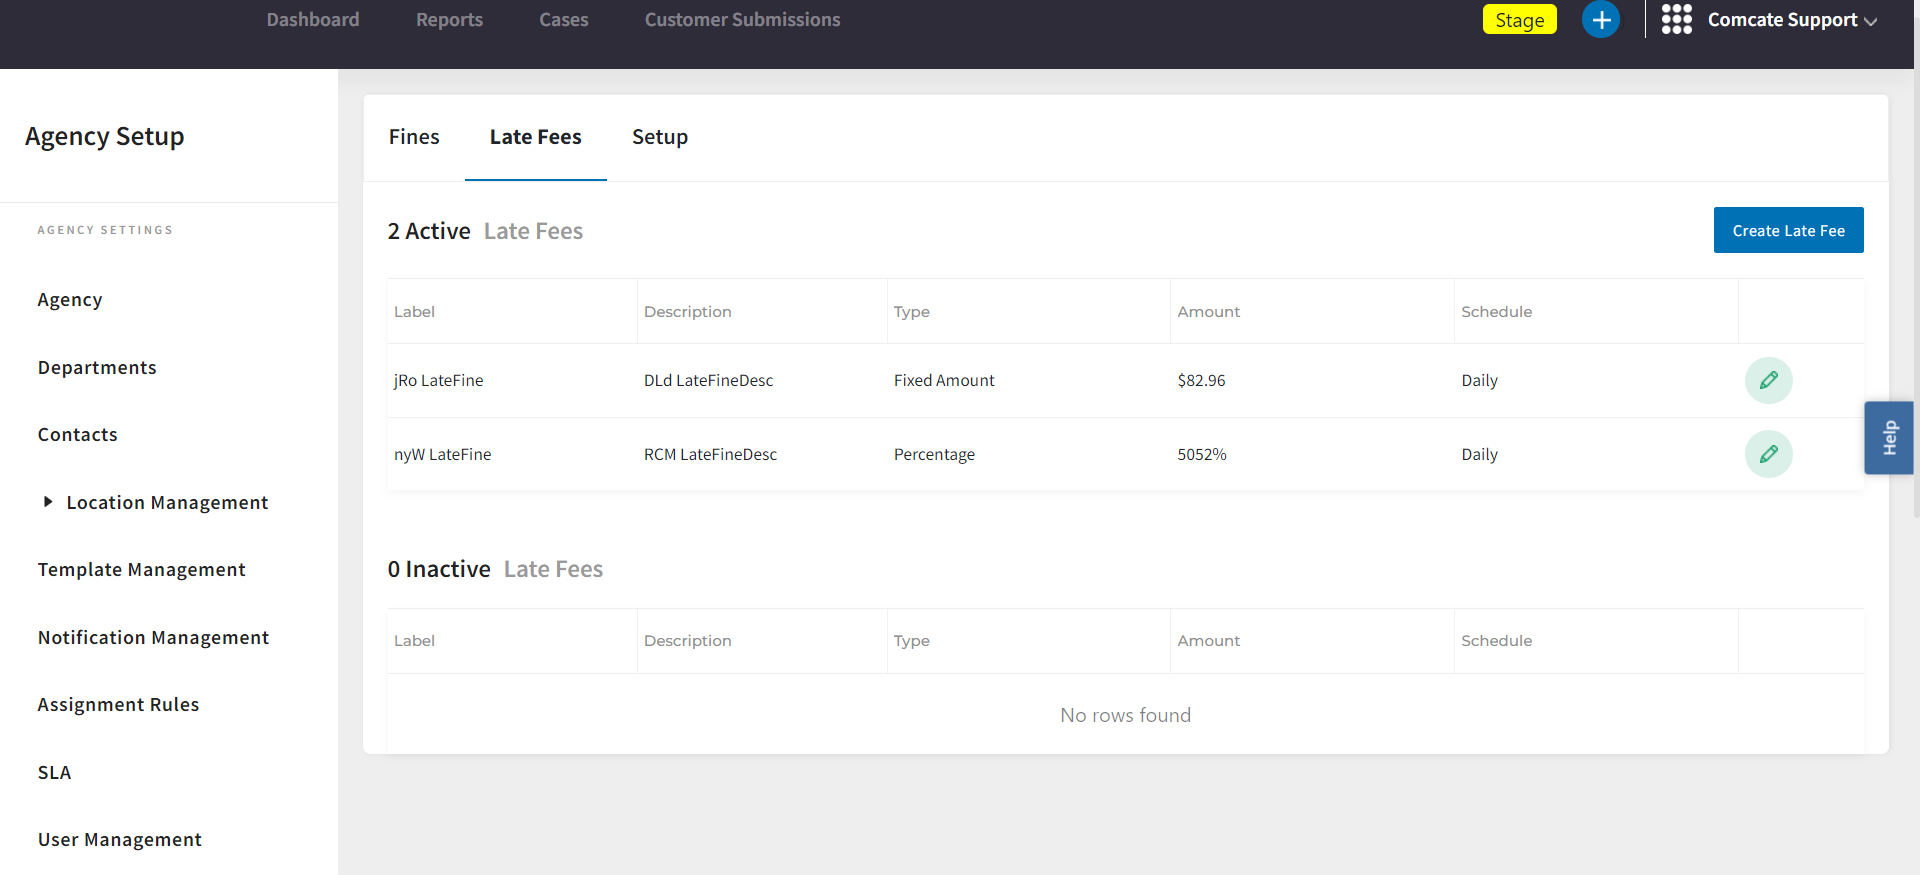 Dashboard Reports Cases Customer Submissions Stage Comcate Support
Agency Setup
AGENCY SETTINGS
Agency
Departments
Contacts
Location Management
Template Management
Notification Management
Assignment Rules
SLA
User Management
Fines Late Fees Setup
2 Active Late Fees Create Late Fee
Label Description Type Amount Schedule
jRo LateFine DLd LateFineDesc Fixed Amount $82.96 Daily
nyW LateFine RCM LateFineDesc Percentage 5052% Daily
0 Inactive Late Fees
Label Description Type Amount Schedule
No rows found
Help